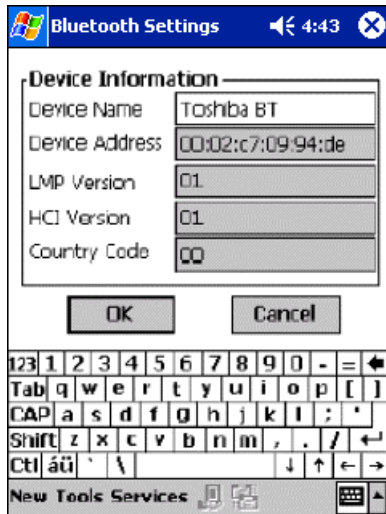 Bluetooth Settings 4:43
Device Information
Device Name Toshiba BT
Device Address 00:02:c7:09:94:de
LMP Version 01
HCI Version 01
Country Code 00
OK Cancel
123 1 2 3 4 5 6 7 8 9 0 - =
Tab q w e r t y u i o p [ ]
CAP a s d f g h j k l ; '
Shift z x c v b n m , . /
Ctl áü ` \
New Tools Services